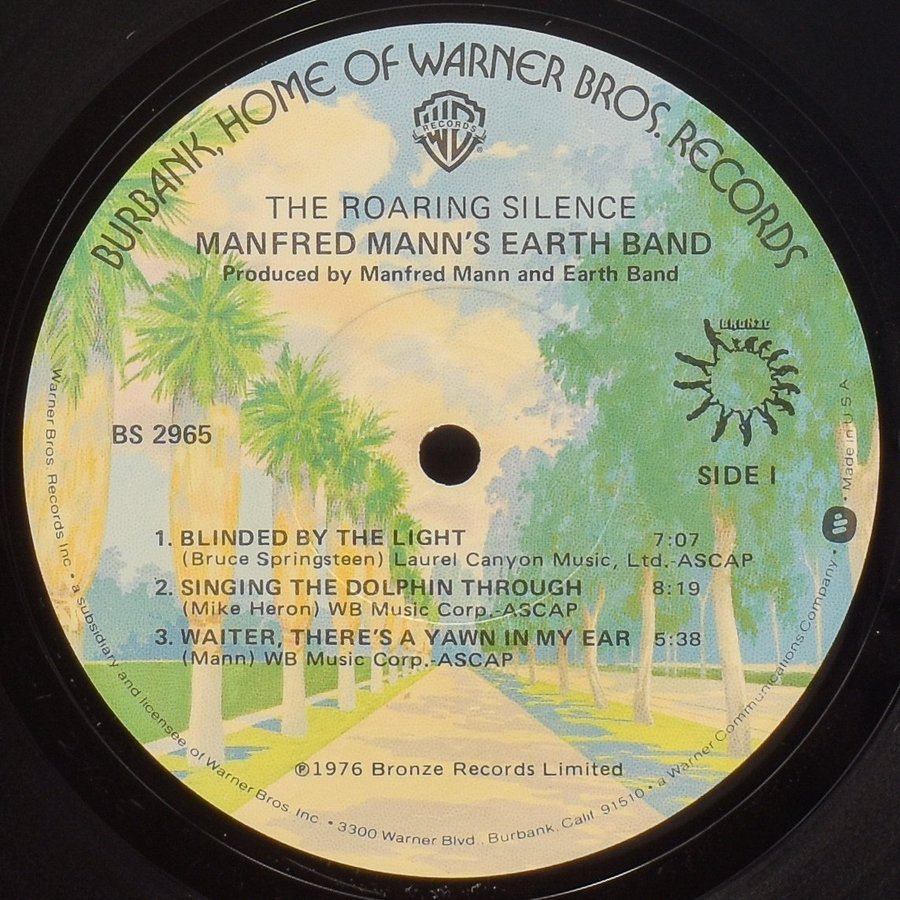 BURBANK, HOME OF WARNER BROS. RECORDS
W B
RECORDS
®
THE ROARING SILENCE
MANFRED MANN'S EARTH BAND
Produced by Manfred Mann and Earth Band
BRONZE
BS 2965
SIDE I
1. BLINDED BY THE LIGHT 7:07
(Bruce Springsteen) Laurel Canyon Music, Ltd.-ASCAP
2. SINGING THE DOLPHIN THROUGH 8:19
(Mike Heron) WB Music Corp.-ASCAP
3. WAITER, THERE'S A YAWN IN MY EAR 5:38
(Mann) WB Music Corp.-ASCAP
℗1976 Bronze Records Limited
Warner Bros. Records Inc. • a subsidiary and licensee of Warner Bros. Inc. • 3300 Warner Blvd., Burbank, Calif. 91510 • a Warner Communications Company • Made in U.S.A.